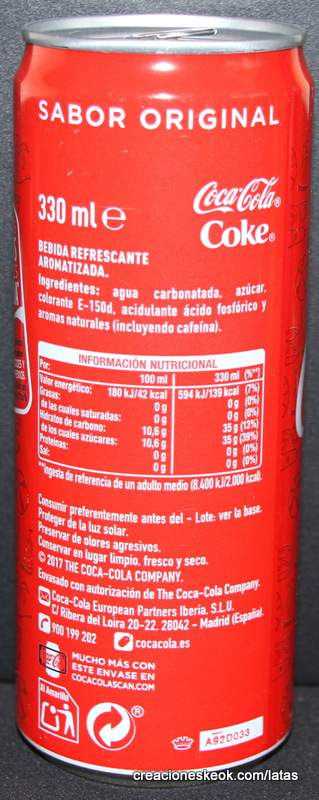 SABOR ORIGINAL
330 ml e
Coca-Cola®
Coke®
BEBIDA REFRESCANTE
AROMATIZADA.
Ingredientes: agua carbonatada, azúcar,
colorante E-150d, acidulante ácido fosfórico y
aromas naturales (incluyendo cafeína).
INFORMACIÓN NUTRICIONAL
Por: 100 ml 330 ml (%**)
Valor energético: 180 kJ/42 kcal 594 kJ/139 kcal (7%)
Grasas: 0 g 0 g (0%)
de las cuales saturadas: 0 g 0 g (0%)
Hidratos de carbono: 10,6 g 35 g (13%)
de los cuales azúcares: 10,6 g 35 g (39%)
Proteínas: 0 g 0 g (0%)
Sal: 0 g 0 g (0%)
**Ingesta de referencia de un adulto medio (8.400 kJ/2.000 kcal).
Consumir preferentemente antes del - Lote: ver la base.
Proteger de la luz solar.
Preservar de olores agresivos.
Conservar en lugar limpio, fresco y seco.
© 2017 THE COCA-COLA COMPANY.
Envasado con autorización de The Coca-Cola Company.
Coca-Cola European Partners Iberia, S.L.U.
C/ Ribera del Loira 20-22. 28042 - Madrid (España).
900 199 202 cocacola.es
MUCHO MÁS CON
ESTE ENVASE EN
COCACOLASCAN.COM
Al Amarillo
®
A92D033
creacioneskeok.com/latas